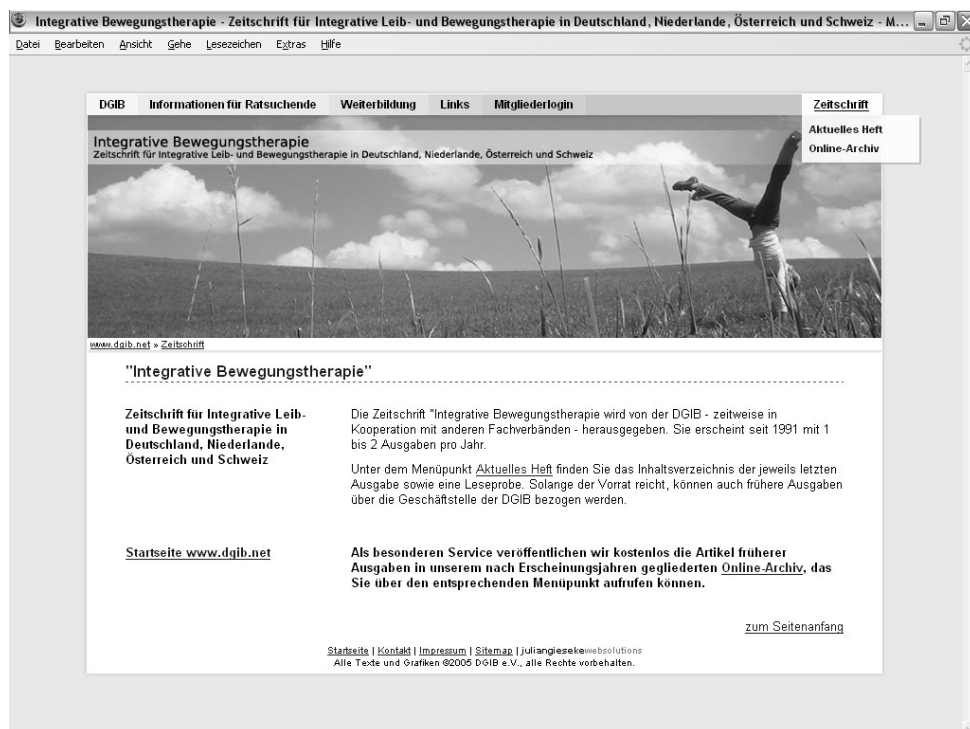 Integrative Bewegungstherapie - Zeitschrift für Integrative Leib- und Bewegungstherapie in Deutschland, Niederlande, Österreich und Schweiz - M...
Datei Bearbeiten Ansicht Gehe Lesezeichen Extras Hilfe
DGIB Informationen für Ratsuchende Weiterbildung Links Mitgliederlogin Zeitschrift
Aktuelles Heft
Online-Archiv
Integrative Bewegungstherapie
Zeitschrift für Integrative Leib- und Bewegungstherapie in Deutschland, Niederlande, Österreich und Schweiz
www.dgib.net » Zeitschrift
"Integrative Bewegungstherapie"
Zeitschrift für Integrative Leib-
und Bewegungstherapie in
Deutschland, Niederlande,
Österreich und Schweiz
Die Zeitschrift "Integrative Bewegungstherapie wird von der DGIB - zeitweise in
Kooperation mit anderen Fachverbänden - herausgegeben. Sie erscheint seit 1991 mit 1
bis 2 Ausgaben pro Jahr.
Unter dem Menüpunkt Aktuelles Heft finden Sie das Inhaltsverzeichnis der jeweils letzten
Ausgabe sowie eine Leseprobe. Solange der Vorrat reicht, können auch frühere Ausgaben
über die Geschäftstelle der DGIB bezogen werden.
Startseite www.dgib.net
Als besonderen Service veröffentlichen wir kostenlos die Artikel früherer
Ausgaben in unserem nach Erscheinungsjahren gegliederten Online-Archiv, das
Sie über den entsprechenden Menüpunkt aufrufen können.
zum Seitenanfang
Startseite | Kontakt | Impressum | Sitemap | juliangiesekewebsolutions
Alle Texte und Grafiken ©2005 DGIB e.V., alle Rechte vorbehalten.